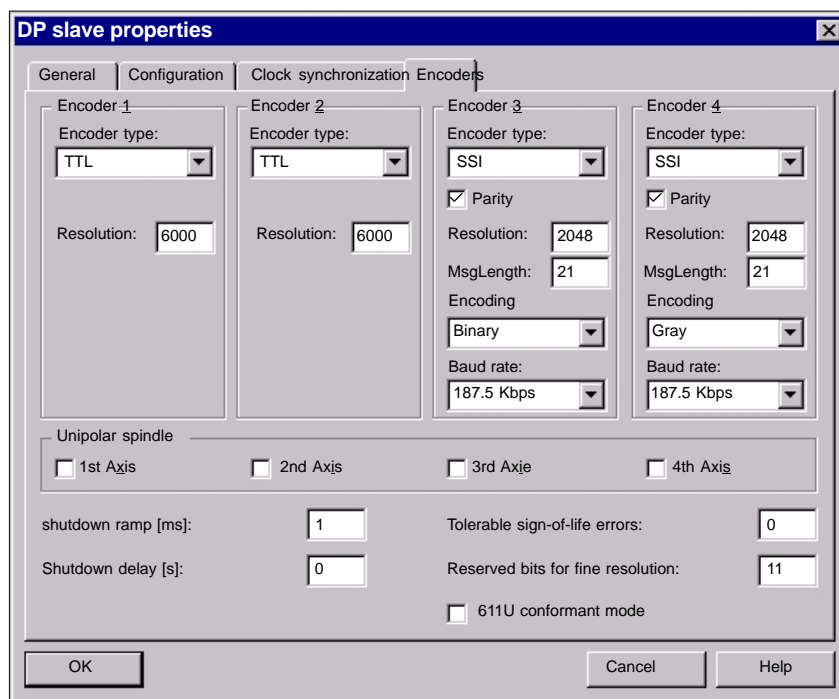 DP slave properties
General
Configuration
Clock synchronization
Encoders
Encoder 1
Encoder type:
TTL
Resolution: 6000
Encoder 2
Encoder type:
TTL
Resolution: 6000
Encoder 3
Encoder type:
SSI
Parity
Resolution: 2048
MsgLength: 21
Encoding
Binary
Baud rate:
187.5 Kbps
Encoder 4
Encoder type:
SSI
Parity
Resolution: 2048
MsgLength: 21
Encoding
Gray
Baud rate:
187.5 Kbps
Unipolar spindle
1st Axis
2nd Axis
3rd Axie
4th Axis
shutdown ramp [ms]: 1
Tolerable sign-of-life errors: 0
Shutdown delay [s]: 0
Reserved bits for fine resolution: 11
611U conformant mode
OK
Cancel
Help